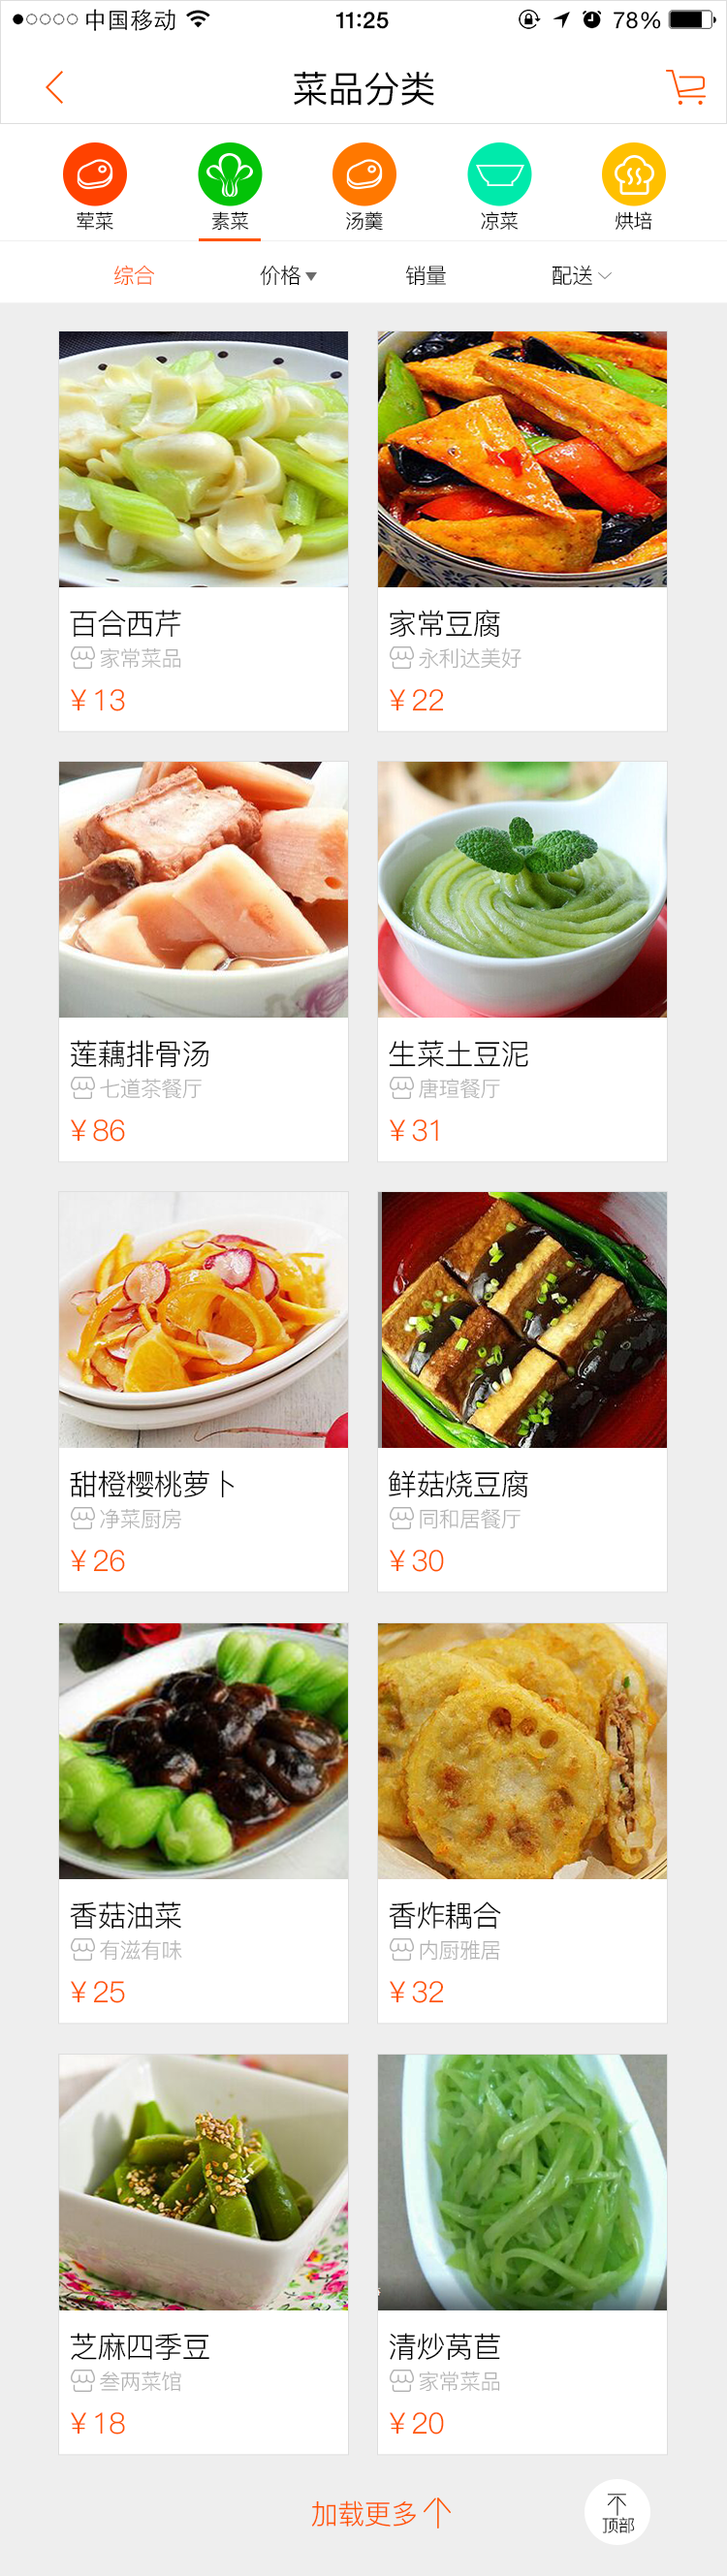 中国移动 11:25 78%
菜品分类
荤菜 素菜 汤羹 凉菜 烘培
综合 价格 销量 配送
百合西芹
家常菜品
¥13
家常豆腐
永利达美好
¥22
莲藕排骨汤
七道茶餐厅
¥86
生菜土豆泥
唐瑄餐厅
¥31
甜橙樱桃萝卜
净菜厨房
¥26
鲜菇烧豆腐
同和居餐厅
¥30
香菇油菜
有滋有味
¥25
香炸耦合
内厨雅居
¥32
芝麻四季豆
叁两菜馆
¥18
清炒莴苣
家常菜品
¥20
加载更多
顶部